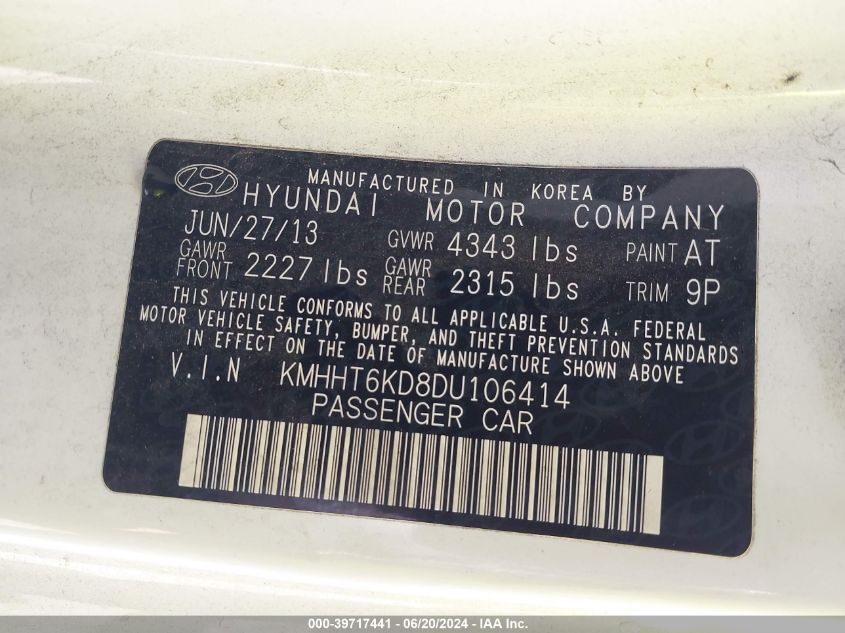 MANUFACTURED IN KOREA BY
HYUNDAI MOTOR COMPANY
JUN/27/13 GVWR 4343 lbs PAINT AT
GAWR FRONT 2227 lbs GAWR REAR 2315 lbs TRIM 9P
THIS VEHICLE CONFORMS TO ALL APPLICABLE U.S.A. FEDERAL
MOTOR VEHICLE SAFETY, BUMPER, AND THEFT PREVENTION STANDARDS
IN EFFECT ON THE DATE OF MANUFACTURE SHOWN ABOVE
V.I.N KMHHT6KD8DU106414
PASSENGER CAR
000-39717441 - 06/20/2024 - IAA Inc.